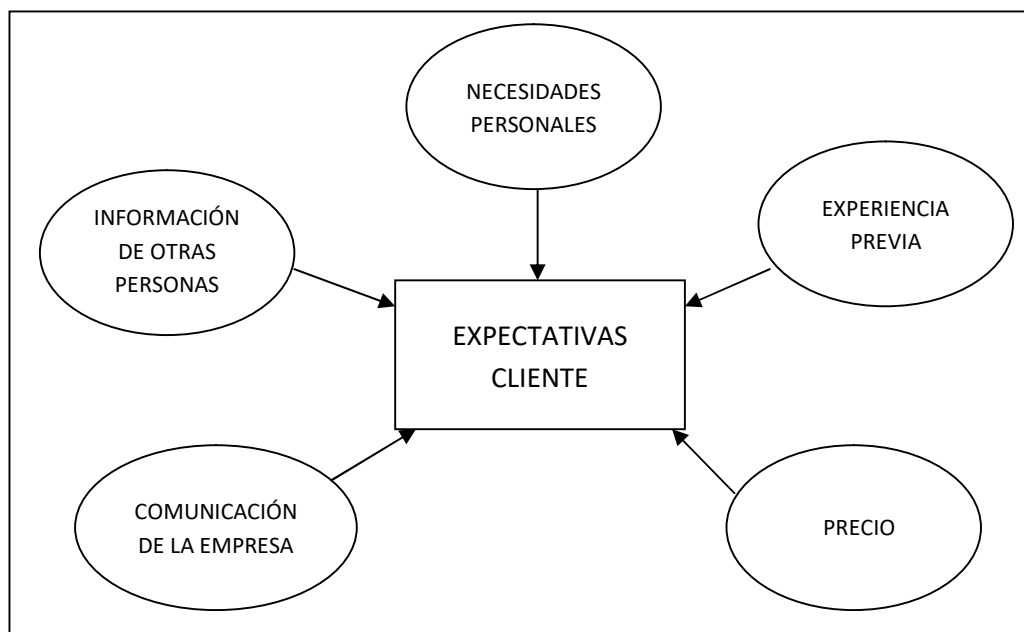 NECESIDADES
PERSONALES
INFORMACIÓN
DE OTRAS
PERSONAS
EXPERIENCIA
PREVIA
EXPECTATIVAS
CLIENTE
COMUNICACIÓN
DE LA EMPRESA
PRECIO